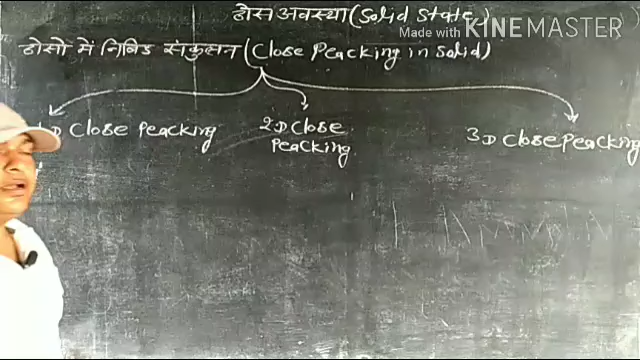 ठोस अवस्था (Solid State)
Made with KINEMASTER
ठोसों में निबिड संकुलन (Close Peacking in Solid)
1D Close Peacking
2D Close
Peacking
3D Close Peacking